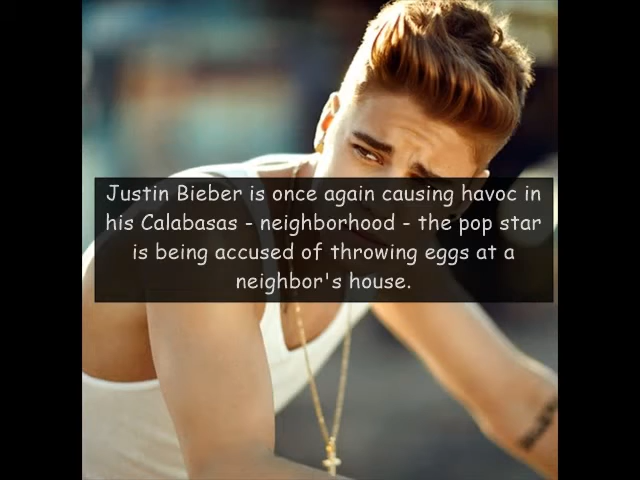 Justin Bieber is once again causing havoc in
his Calabasas - neighborhood - the pop star
is being accused of throwing eggs at a
neighbor's house.